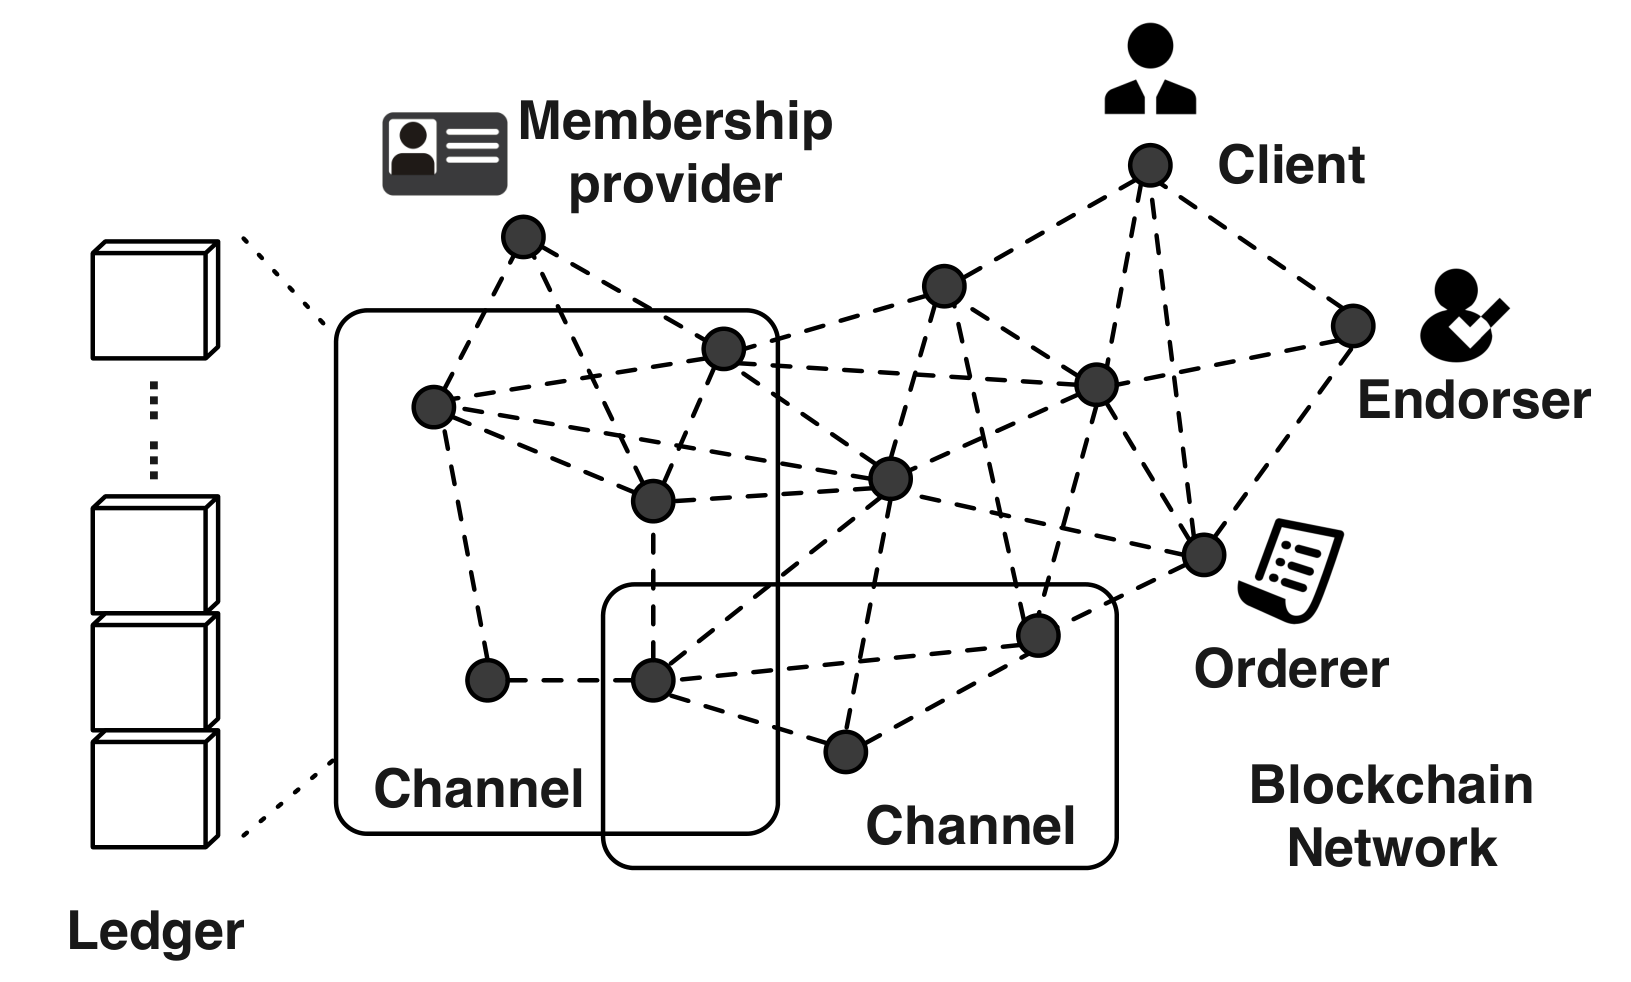 Membership
provider
Client
Endorser
Orderer
Channel
Channel
Blockchain
Network
Ledger